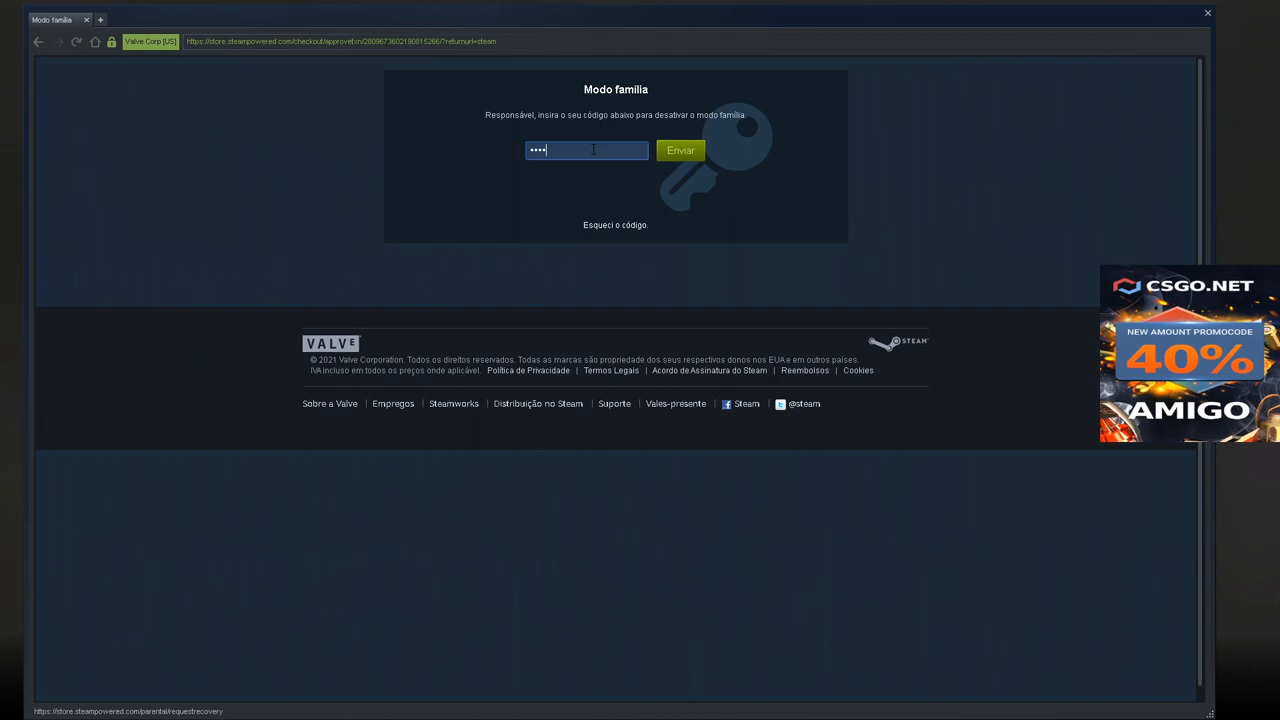 Modo família
Valve Corp [US]
https://store.steampowered.com/checkout/approvetxn/2809673602190815266/?returnurl=steam
Modo família
Responsável, insira o seu código abaixo para desativar o modo família.
••••
Enviar
Esqueci o código.
CSGO.NET
NEW AMOUNT PROMOCODE
40%
AMIGO
VALVE
STEAM
© 2021 Valve Corporation. Todos os direitos reservados. Todas as marcas são propriedade dos seus respectivos donos nos EUA e em outros países.
IVA incluso em todos os preços onde aplicável. Política de Privacidade | Termos Legais | Acordo de Assinatura do Steam | Reembolsos | Cookies
Sobre a Valve | Empregos | Steamworks | Distribuição no Steam | Suporte | Vales-presente | Steam | @steam
https://store.steampowered.com/parental/requestrecovery